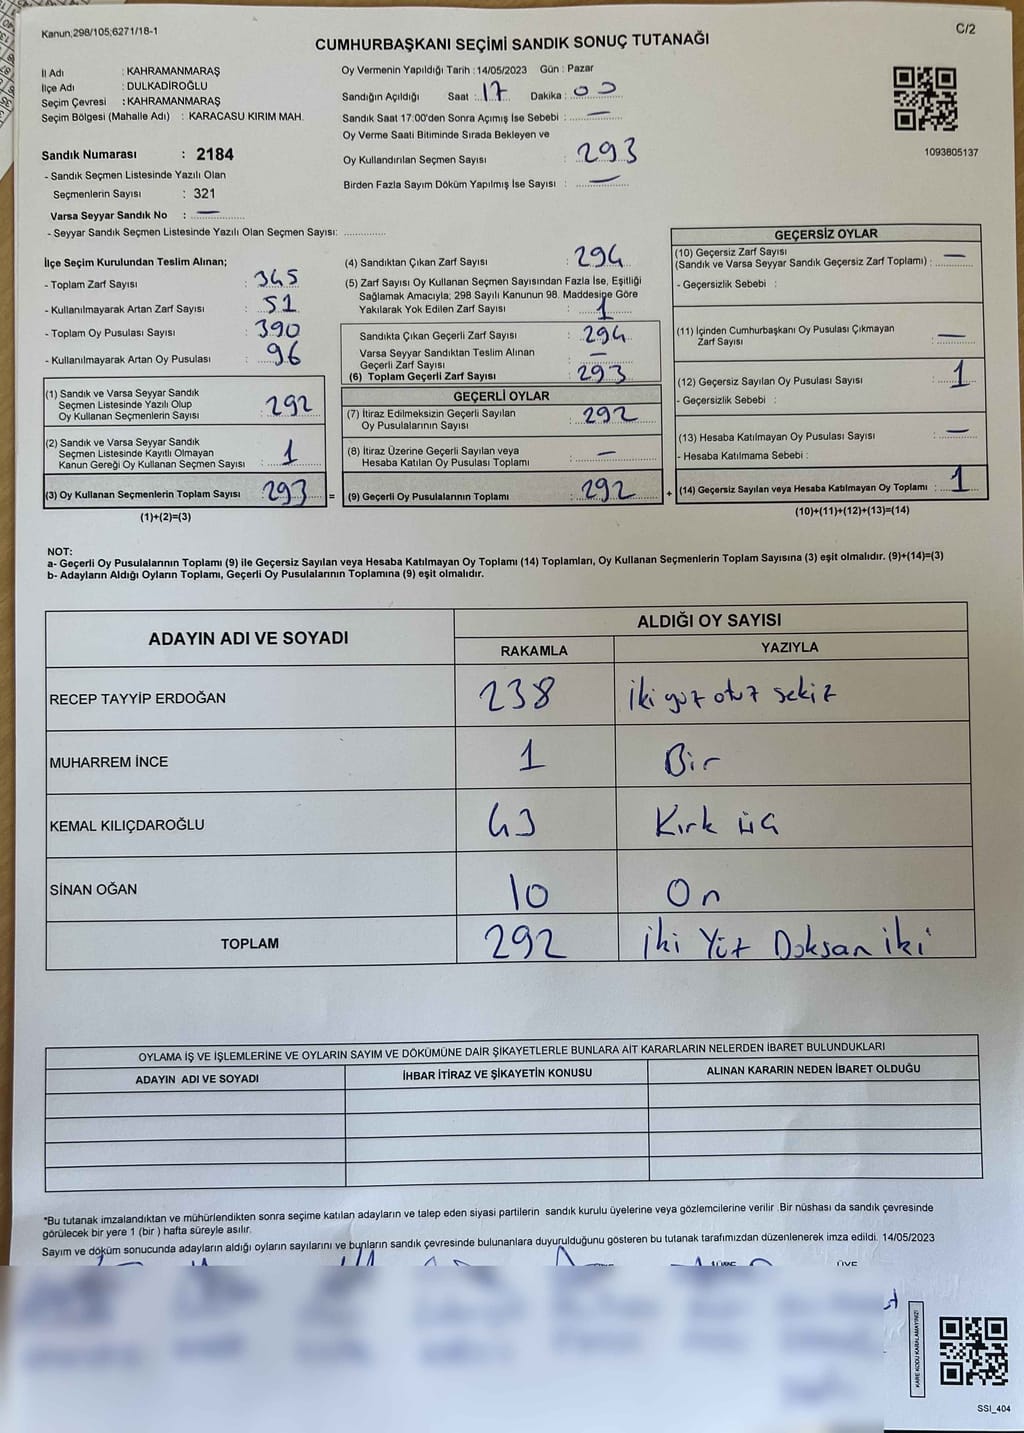 Kanun,298/105,6271/18-1
C/2
CUMHURBAŞKANI SEÇİMİ SANDIK SONUÇ TUTANAĞI
İl Adı : KAHRAMANMARAŞ
İlçe Adı : DULKADİROĞLU
Seçim Çevresi : KAHRAMANMARAŞ
Seçim Bölgesi (Mahalle Adı) : KARACASU KIRIM MAH.
Sandık Numarası : 2184
- Sandık Seçmen Listesinde Yazılı Olan
Seçmenlerin Sayısı : 321
Varsa Seyyar Sandık No : —
- Seyyar Sandık Seçmen Listesinde Yazılı Olan Seçmen Sayısı: ..............
Oy Vermenin Yapıldığı Tarih : 14/05/2023 Gün : Pazar
Sandığın Açıldığı Saat : 17 Dakika : 00
Sandık Saat 17:00'den Sonra Açımış İse Sebebi : —
Oy Verme Saati Bitiminde Sırada Bekleyen ve
Oy Kullandırılan Seçmen Sayısı : 293
Birden Fazla Sayım Döküm Yapılmış İse Sayısı : —
1093805137
İlçe Seçim Kurulundan Teslim Alınan;
- Toplam Zarf Sayısı : 345
- Kullanılmayarak Artan Zarf Sayısı : 51
- Toplam Oy Pusulası Sayısı : 390
- Kullanılmayarak Artan Oy Pusulası : 96
(1) Sandık ve Varsa Seyyar Sandık
Seçmen Listesinde Yazılı Olup
Oy Kullanan Seçmenlerin Sayısı : 292
(2) Sandık ve Varsa Seyyar Sandık
Seçmen Listesinde Kayıtlı Olmayan
Kanun Gereği Oy Kullanan Seçmen Sayısı : 1
(3) Oy Kullanan Seçmenlerin Toplam Sayısı : 293 =
(1)+(2)=(3)
(4) Sandıktan Çıkan Zarf Sayısı : 294
(5) Zarf Sayısı Oy Kullanan Seçmen Sayısından Fazla İse, Eşitliği
Sağlamak Amacıyla; 298 Sayılı Kanunun 98. Maddesine Göre
Yakılarak Yok Edilen Zarf Sayısı : 1
Sandıkta Çıkan Geçerli Zarf Sayısı : 294
Varsa Seyyar Sandıktan Teslim Alınan
Geçerli Zarf Sayısı : —
(6) Toplam Geçerli Zarf Sayısı : 293
GEÇERLİ OYLAR
(7) İtiraz Edilmeksizin Geçerli Sayılan
Oy Pusulalarının Sayısı : 292
(8) İtiraz Üzerine Geçerli Sayılan veya
Hesaba Katılan Oy Pusulası Toplamı : —
(9) Geçerli Oy Pusulalarının Toplamı : 292 +
GEÇERSİZ OYLAR
(10) Geçersiz Zarf Sayısı
(Sandık ve Varsa Seyyar Sandık Geçersiz Zarf Toplamı) : —
- Geçersizlik Sebebi :
(11) İçinden Cumhurbaşkanı Oy Pusulası Çıkmayan
Zarf Sayısı : —
(12) Geçersiz Sayılan Oy Pusulası Sayısı : 1
- Geçersizlik Sebebi :
(13) Hesaba Katılmayan Oy Pusulası Sayısı : —
- Hesaba Katılmama Sebebi :
(14) Geçersiz Sayılan veya Hesaba Katılmayan Oy Toplamı : 1
(10)+(11)+(12)+(13)=(14)
NOT:
a- Geçerli Oy Pusulalarının Toplamı (9) ile Geçersiz Sayılan veya Hesaba Katılmayan Oy Toplamı (14) Toplamları, Oy Kullanan Seçmenlerin Toplam Sayısına (3) eşit olmalıdır. (9)+(14)=(3)
b- Adayların Aldığı Oyların Toplamı, Geçerli Oy Pusulalarının Toplamına (9) eşit olmalıdır.
ADAYIN ADI VE SOYADI ALDIĞI OY SAYISI
RAKAMLA YAZIYLA
RECEP TAYYİP ERDOĞAN 238 iki yüz otuz sekiz
MUHARREM İNCE 1 Bir
KEMAL KILIÇDAROĞLU 43 Kırk üç
SİNAN OĞAN 10 On
TOPLAM 292 iki Yüz Doksan iki
OYLAMA İŞ VE İŞLEMLERİNE VE OYLARIN SAYIM VE DÖKÜMÜNE DAİR ŞİKAYETLERLE BUNLARA AİT KARARLARIN NELERDEN İBARET BULUNDUKLARI
ADAYIN ADI VE SOYADI İHBAR İTİRAZ VE ŞİKAYETİN KONUSU ALINAN KARARIN NEDEN İBARET OLDUĞU
*Bu tutanak imzalandıktan ve mühürlendikten sonra seçime katılan adayların ve talep eden siyasi partilerin sandık kurulu üyelerine veya gözlemcilerine verilir .Bir nüshası da sandık çevresinde
görülecek bir yere 1 (bir ) hafta süreyle asılır.
Sayım ve döküm sonucunda adayların aldığı oyların sayılarını ve bunların sandık çevresinde bulunanlara duyurulduğunu gösteren bu tutanak tarafımızdan düzenlenerek imza edildi. 14/05/2023
ÜYE
KARE KODU KARALAMAYINIZ!
SSI_404